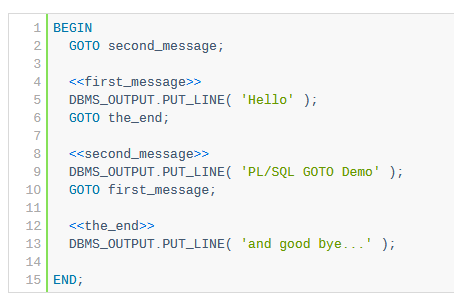 1 BEGIN
2   GOTO second_message;
3
4   <<first_message>>
5   DBMS_OUTPUT.PUT_LINE( 'Hello' );
6   GOTO the_end;
7
8   <<second_message>>
9   DBMS_OUTPUT.PUT_LINE( 'PL/SQL GOTO Demo' );
10   GOTO first_message;
11
12   <<the_end>>
13   DBMS_OUTPUT.PUT_LINE( 'and good bye...' );
14
15 END;